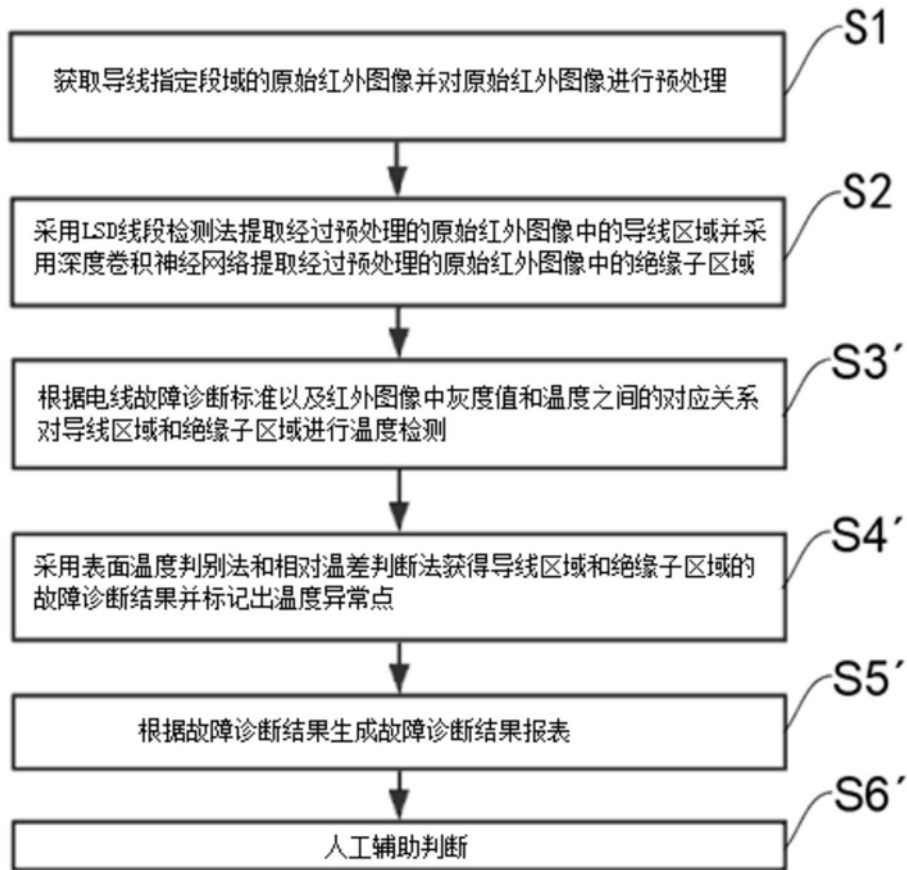 S1
获取导线指定段域的原始红外图像并对原始红外图像进行预处理
S2
采用LSD线段检测法提取经过预处理的原始红外图像中的导线区域并采
用深度卷积神经网络提取经过预处理的原始红外图像中的绝缘子区域
S3´
根据电线故障诊断标准以及红外图像中灰度值和温度之间的对应关系
对导线区域和绝缘子区域进行温度检测
S4´
采用表面温度判别法和相对温差判断法获得导线区域和绝缘子区域的
故障诊断结果并标记出温度异常点
S5´
根据故障诊断结果生成故障诊断结果报表
S6´
人工辅助判断